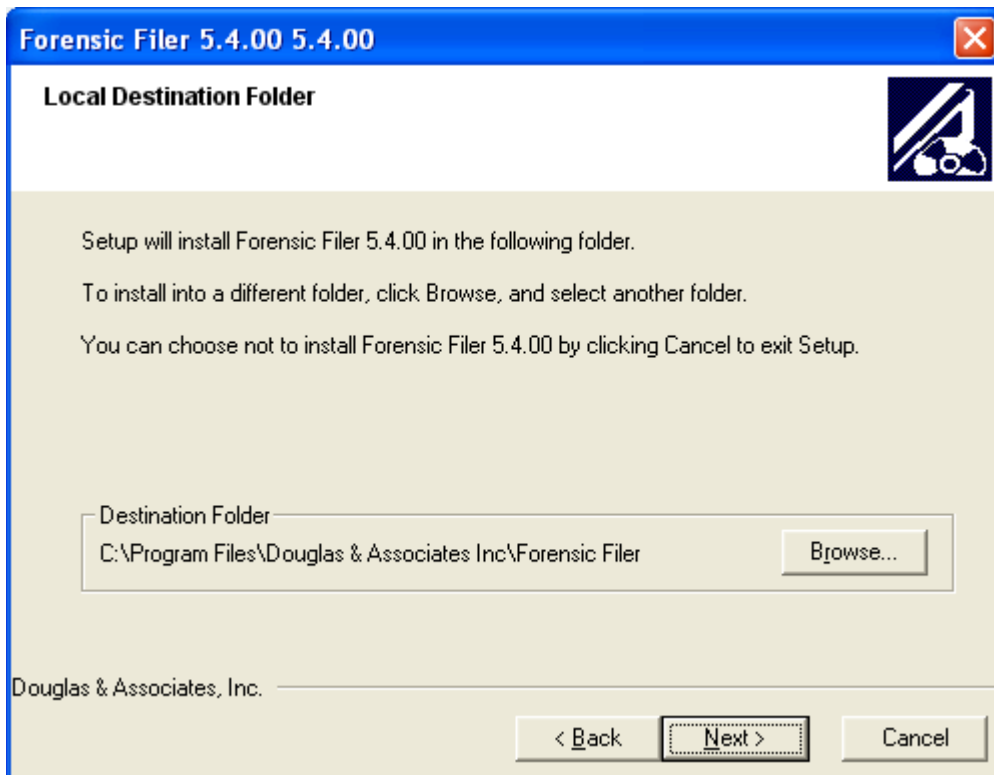 Forensic Filer 5.4.00 5.4.00
Local Destination Folder
Setup will install Forensic Filer 5.4.00 in the following folder.
To install into a different folder, click Browse, and select another folder.
You can choose not to install Forensic Filer 5.4.00 by clicking Cancel to exit Setup.
Destination Folder
C:\Program Files\Douglas & Associates Inc\Forensic Filer
Browse...
Douglas & Associates, Inc.
< Back
Next >
Cancel